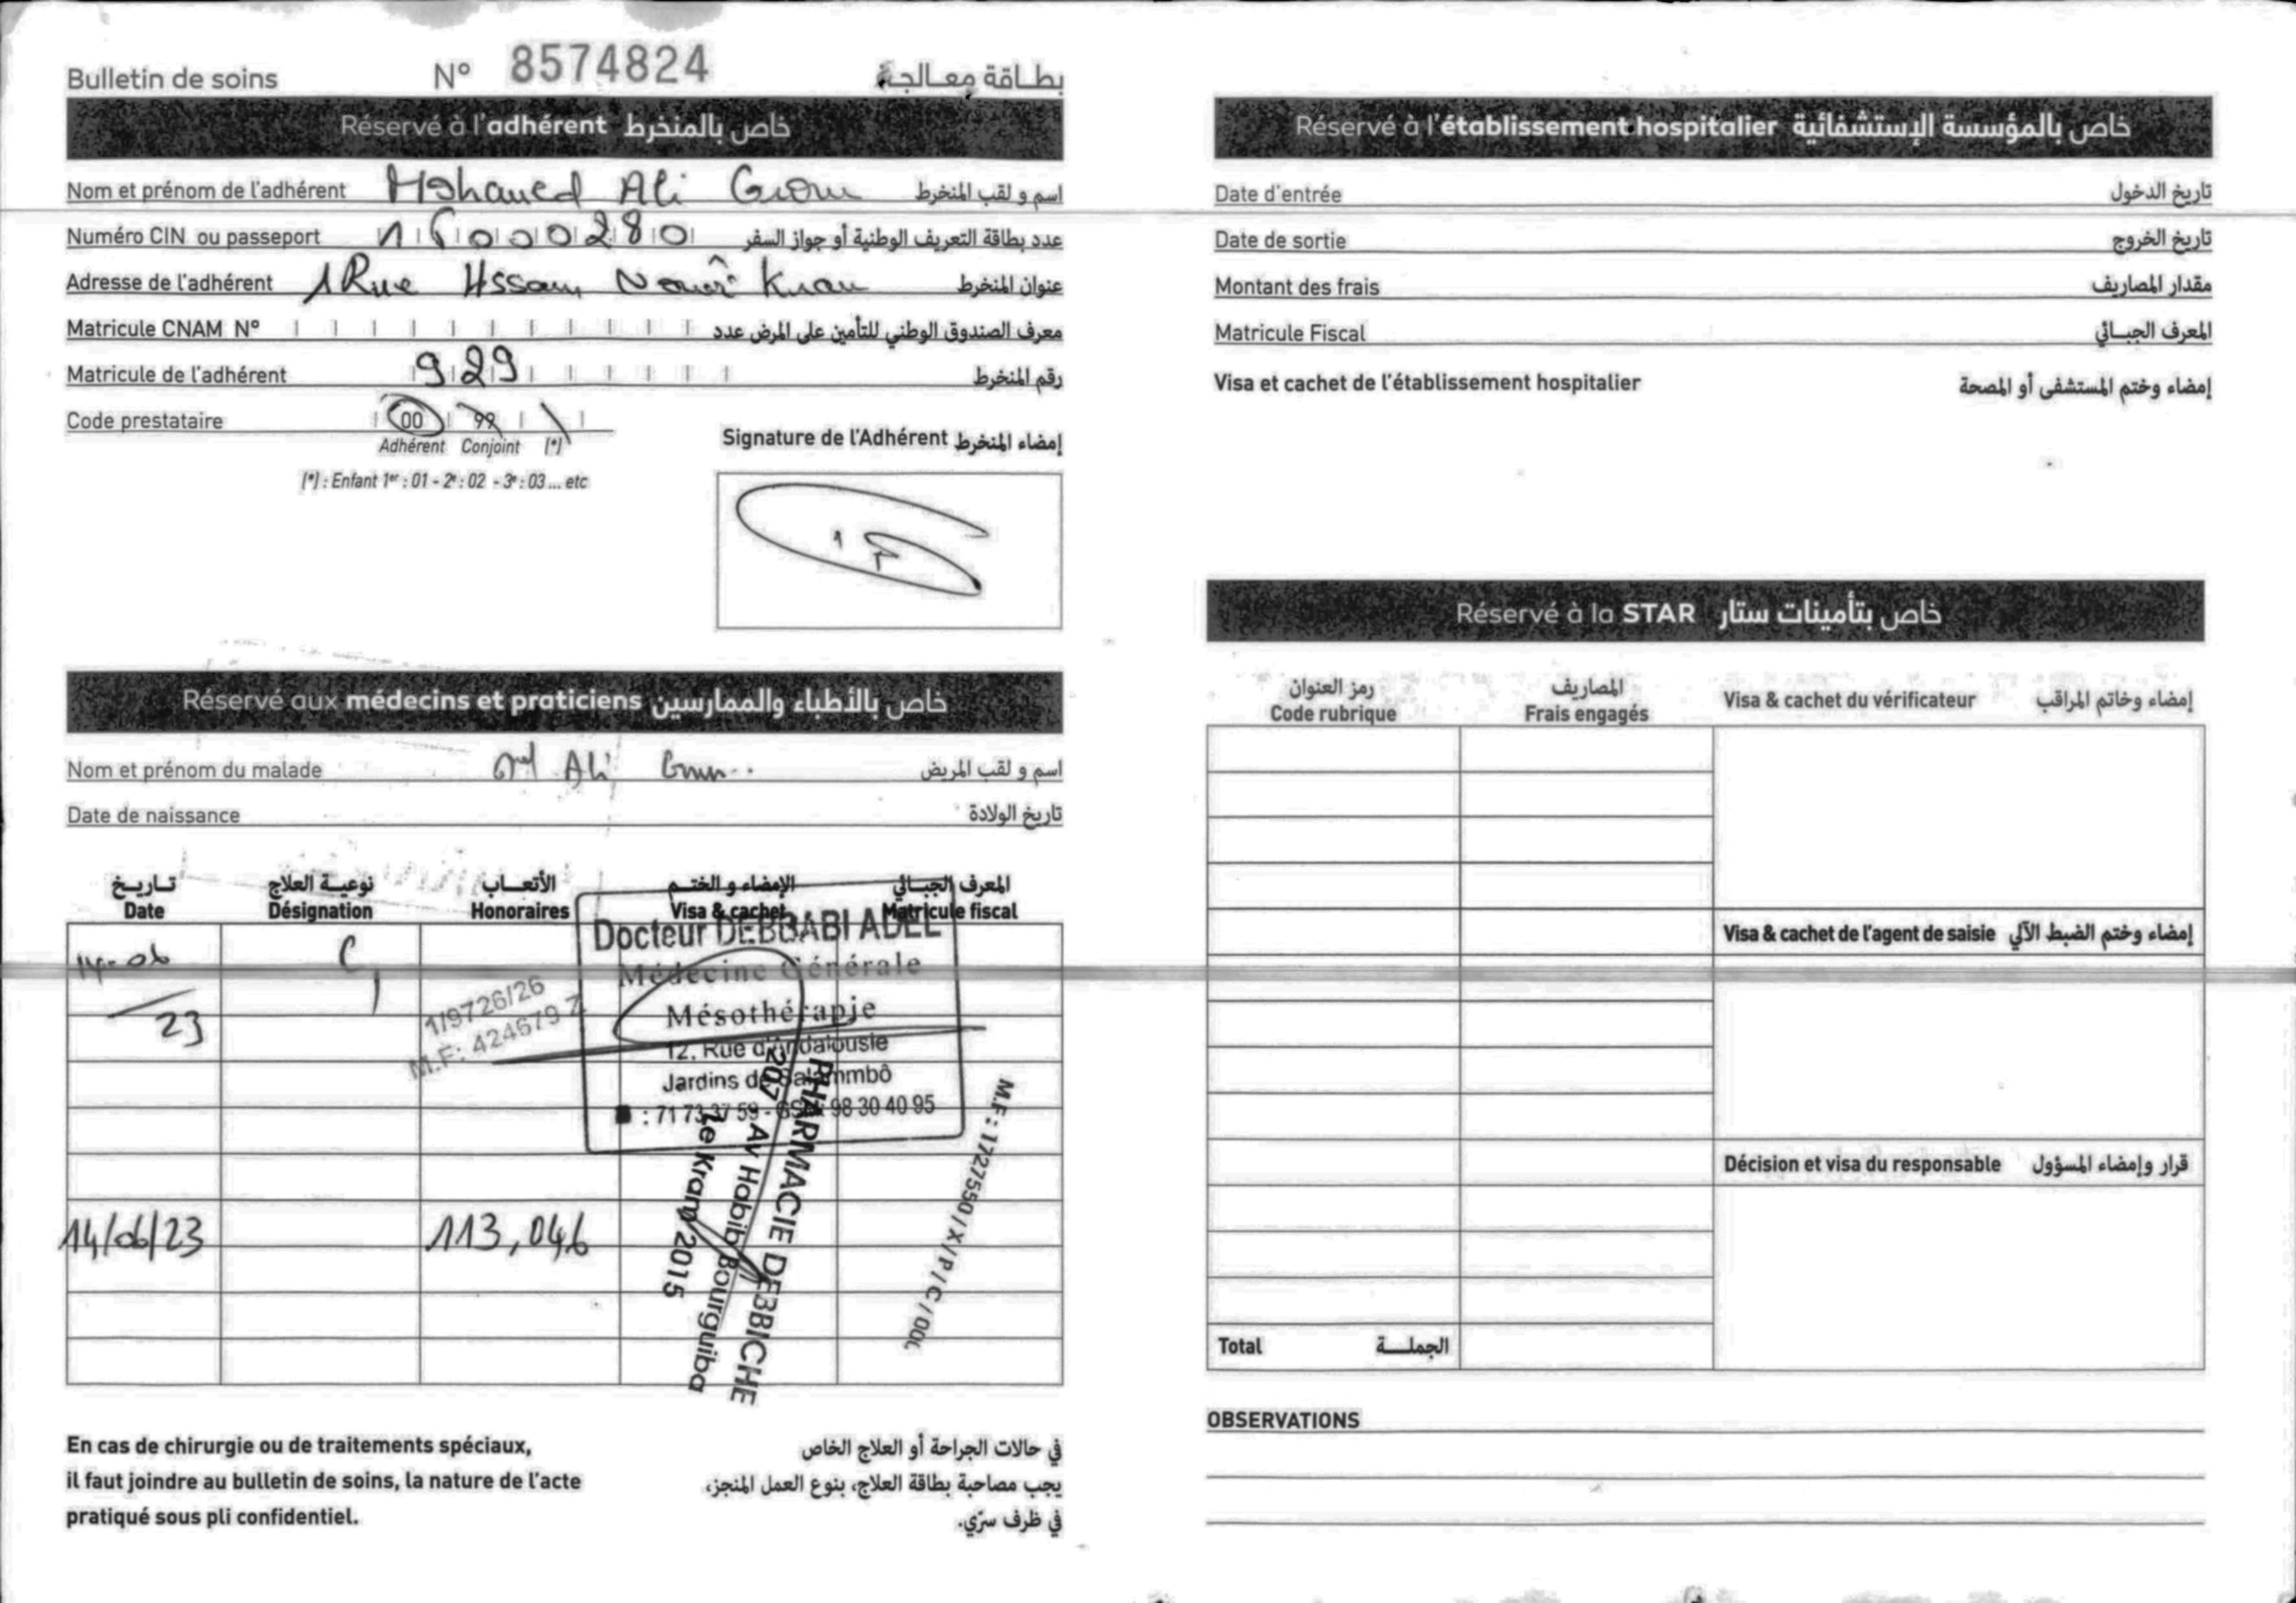 Bulletin de soins N° 8574824 بطاقة معالجة
Réservé à l'adhérent خاص بالمنخرط
Nom et prénom de l'adhérent Mohamed Ali اسم و لقب المنخرط
Numéro CIN ou passeport عدد بطاقة التعريف الوطنية أو جواز السفر
Adresse de l'adhérent 1 Rue عنوان المنخرط
Matricule CNAM N° معرف الصندوق الوطني للتأمين على المرض عدد
Matricule de l'adhérent 929 رقم المنخرط
Code prestataire 00 99
Adhérent Conjoint (*)
(*) : Enfant 1er : 01 - 2e : 02 - 3e : 03 ... etc
Signature de l'Adhérent إمضاء المنخرط
Réservé aux médecins et praticiens خاص بالأطباء والممارسين
Nom et prénom du malade Ali اسم و لقب المريض
Date de naissance تاريخ الولادة
تاريخ نوعية العلاج الأتعاب الإمضاء و الختم المعرف الجبائي
Date Désignation Honoraires Visa & cachet Matricule fiscal
14-06
23
C1
1/9726/26
M.F: 424679 Z
Docteur DEBBABI ADEL
Médecine Générale
Mésothérapie
12, Rue d'Andalousie
Jardins de Salammbô
: 71 73 37 59 - GSM 98 30 40 95
14/06/23 113,046
PHARMACIE DEBBICHE
207 Av Habib Bourguiba
Le Kram 2015
M.F: 1727550/X/P/C/000
En cas de chirurgie ou de traitements spéciaux,
il faut joindre au bulletin de soins, la nature de l'acte
pratiqué sous pli confidentiel.
في حالات الجراحة أو العلاج الخاص
يجب مصاحبة بطاقة العلاج، بنوع العمل المنجز،
في ظرف سرّي.
Réservé à l'établissement hospitalier خاص بالمؤسسة الإستشفائية
Date d'entrée تاريخ الدخول
Date de sortie تاريخ الخروج
Montant des frais مقدار المصاريف
Matricule Fiscal المعرف الجبائي
Visa et cachet de l'établissement hospitalier إمضاء وختم المستشفى أو المصحة
Réservé à la STAR خاص بتأمينات ستار
رمز العنوان المصاريف
Code rubrique Frais engagés Visa & cachet du vérificateur إمضاء وخاتم المراقب
Visa & cachet de l'agent de saisie إمضاء وختم الضبط الآلي
Décision et visa du responsable قرار وإمضاء المسؤول
Total الجملة
OBSERVATIONS